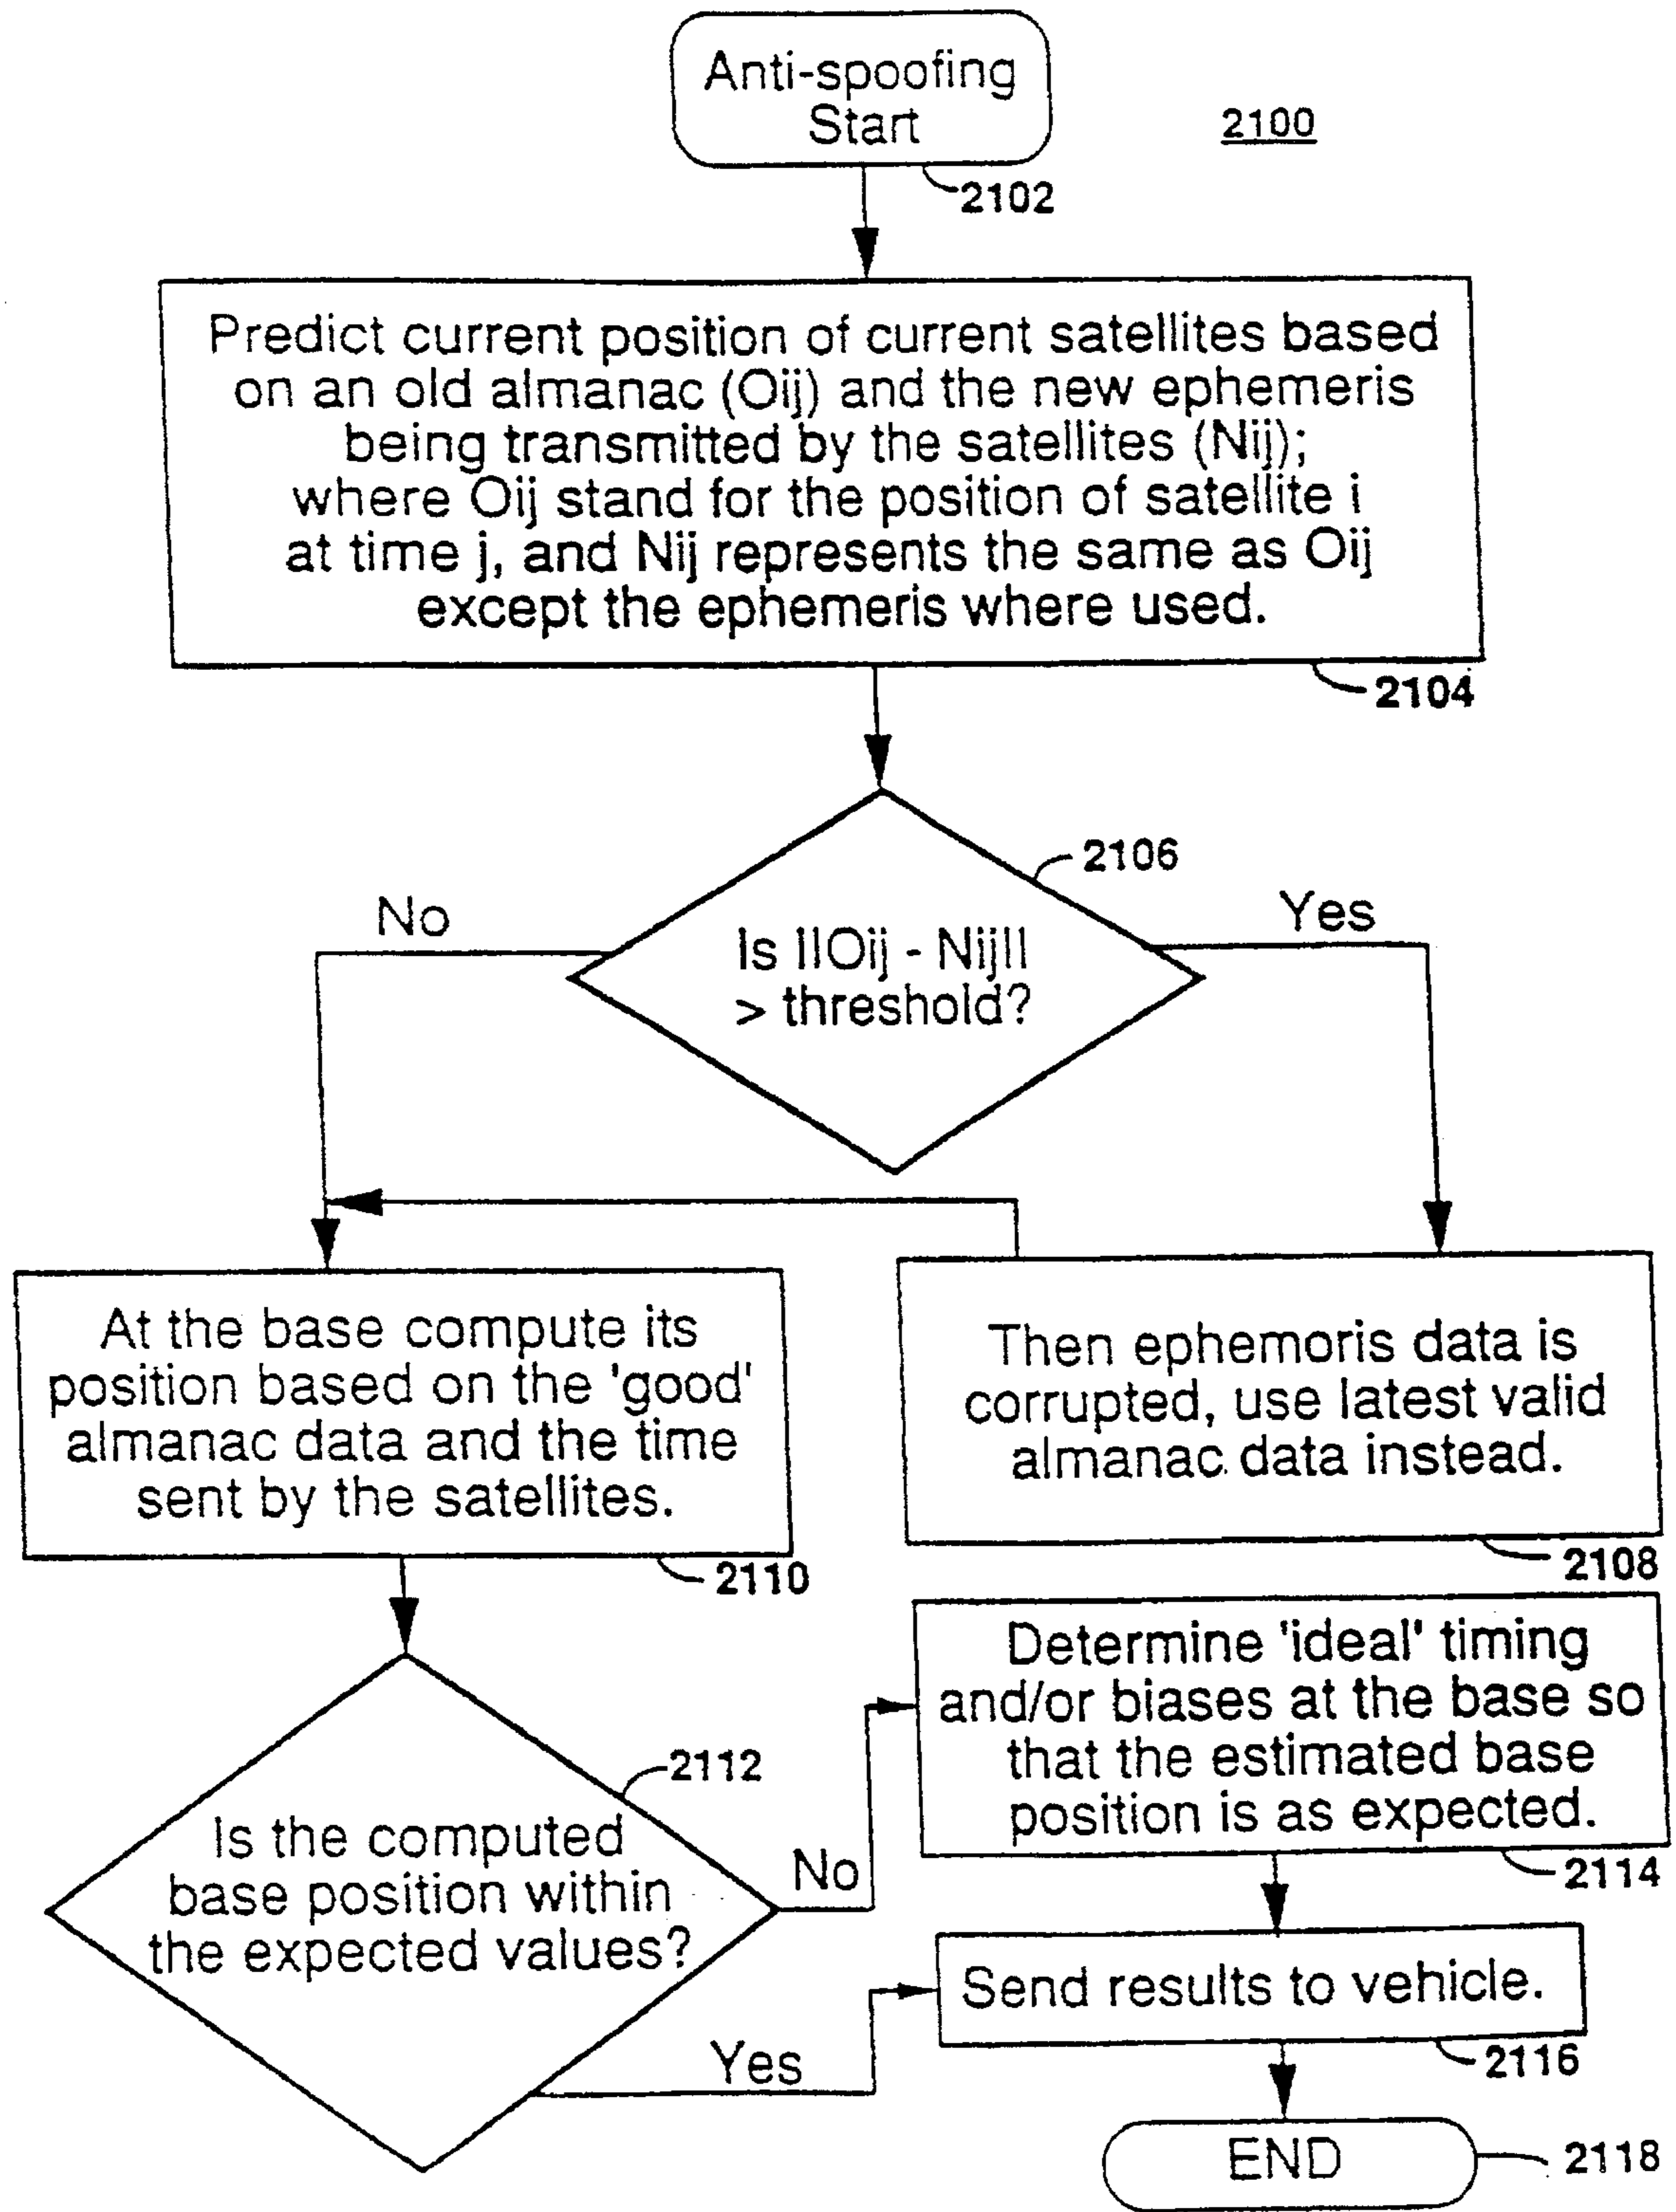 Anti-spoofing
Start
2100
2102
Predict current position of current satellites based
on an old almanac (Oij) and the new ephemeris
being transmitted by the satellites (Nij);
where Oij stand for the position of satellite i
at time j, and Nij represents the same as Oij
except the ephemeris where used.
2104
2106
No
Yes
Is llOij - Nijll
> threshold?
At the base compute its
position based on the 'good'
almanac data and the time
sent by the satellites.
2110
Then ephemoris data is
corrupted, use latest valid
almanac data instead.
2108
Determine 'ideal' timing
and/or biases at the base so
that the estimated base
position is as expected.
2114
2112
Is the computed
base position within
the expected values?
No
Yes
Send results to vehicle.
2116
END
2118